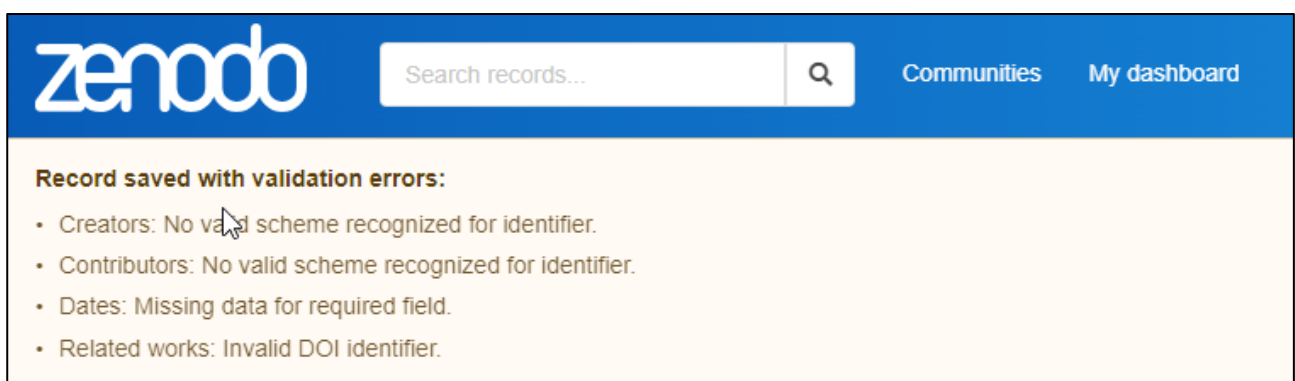 zenodo
Search records...
Communities
My dashboard
Record saved with validation errors:
• Creators: No valid scheme recognized for identifier.
• Contributors: No valid scheme recognized for identifier.
• Dates: Missing data for required field.
• Related works: Invalid DOI identifier.